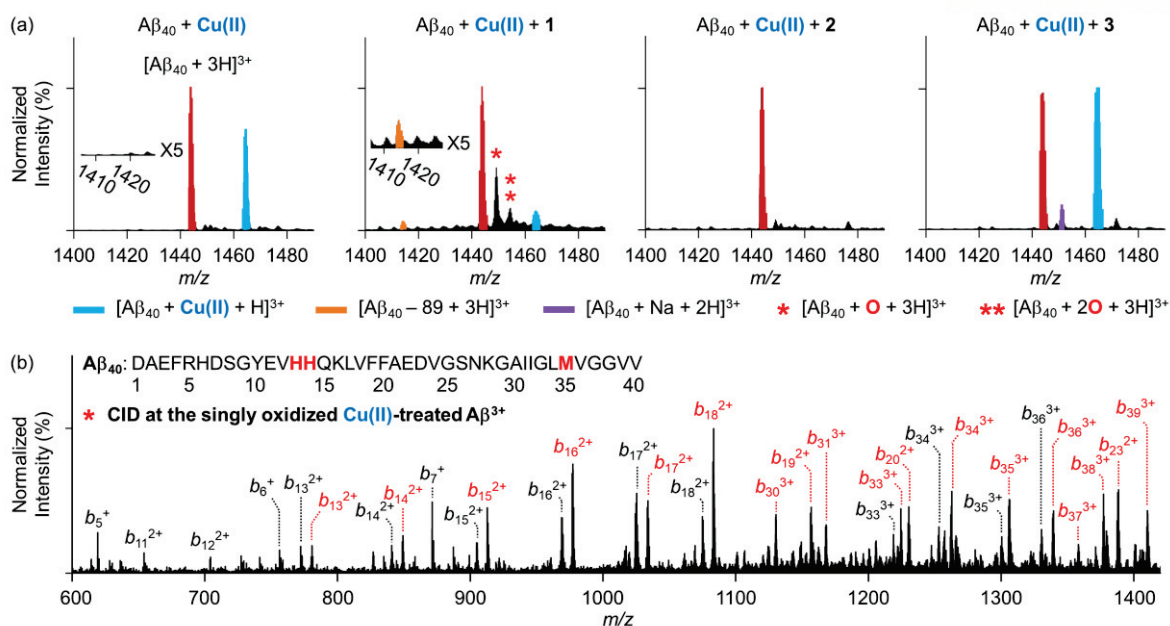 (a)
Aβ₄₀ + Cu(II)
Aβ₄₀ + Cu(II) + 1
Aβ₄₀ + Cu(II) + 2
Aβ₄₀ + Cu(II) + 3
Normalized
Intensity (%)
[Aβ₄₀ + 3H]³⁺
X5
1410 1420
1400 1420 1440 1460 1480
m/z
X5
1410 1420
*
*
*
1400 1420 1440 1460 1480
m/z
1400 1420 1440 1460 1480
m/z
1400 1420 1440 1460 1480
m/z
[Aβ₄₀ + Cu(II) + H]³⁺
[Aβ₄₀ – 89 + 3H]³⁺
[Aβ₄₀ + Na + 2H]³⁺
* [Aβ₄₀ + O + 3H]³⁺
** [Aβ₄₀ + 2O + 3H]³⁺
(b)
Aβ₄₀: DAEFRHDSGYEVHHQKLVFFAEDVGSNKGAIIGLMVGGVV
1 5 10 15 20 25 30 35 40
* CID at the singly oxidized Cu(II)-treated Aβ³⁺
Normalized
Intensity (%)
b₅⁺
b₁₁²⁺
b₁₂²⁺
b₆⁺
b₁₃²⁺
b₁₃²⁺
b₁₄²⁺
b₁₄²⁺
b₇⁺
b₁₅²⁺
b₁₅²⁺
b₁₆²⁺
b₁₆²⁺
b₁₇²⁺
b₁₇²⁺
b₁₈²⁺
b₁₈²⁺
b₃₀³⁺
b₁₉²⁺
b₃₁³⁺
b₃₃³⁺
b₃₃³⁺
b₂₀²⁺
b₃₄³⁺
b₃₄³⁺
b₃₅³⁺
b₃₅³⁺
b₃₆³⁺
b₃₆³⁺
b₃₇³⁺
b₃₈³⁺
b₂₃²⁺
b₃₉³⁺
600 700 800 900 1000 1100 1200 1300 1400
m/z